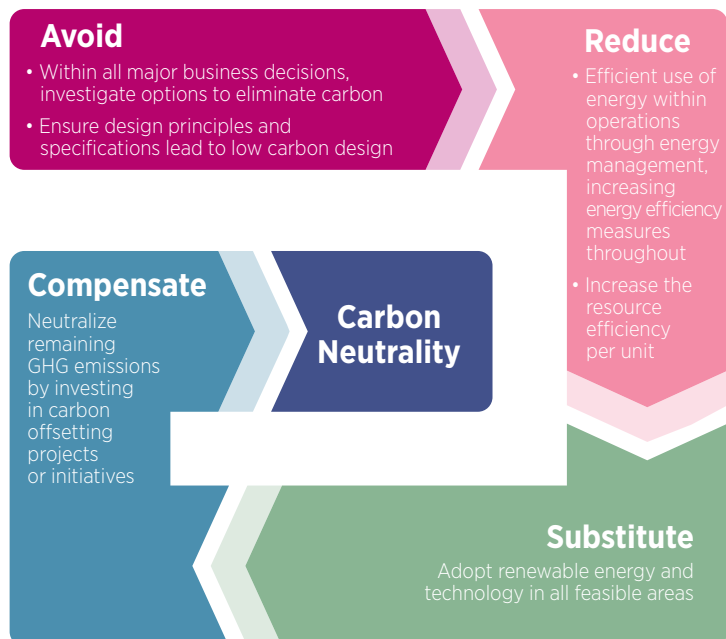 Avoid
• Within all major business decisions,
investigate options to eliminate carbon
• Ensure design principles and
specifications lead to low carbon design
Reduce
• Efficient use of
energy within
operations
through energy
management,
increasing
energy efficiency
measures
throughout
• Increase the
resource
efficiency
per unit
Substitute
Adopt renewable energy and
technology in all feasible areas
Compensate
Neutralize
remaining
GHG emissions
by investing
in carbon
offsetting
projects
or initiatives
Carbon
Neutrality